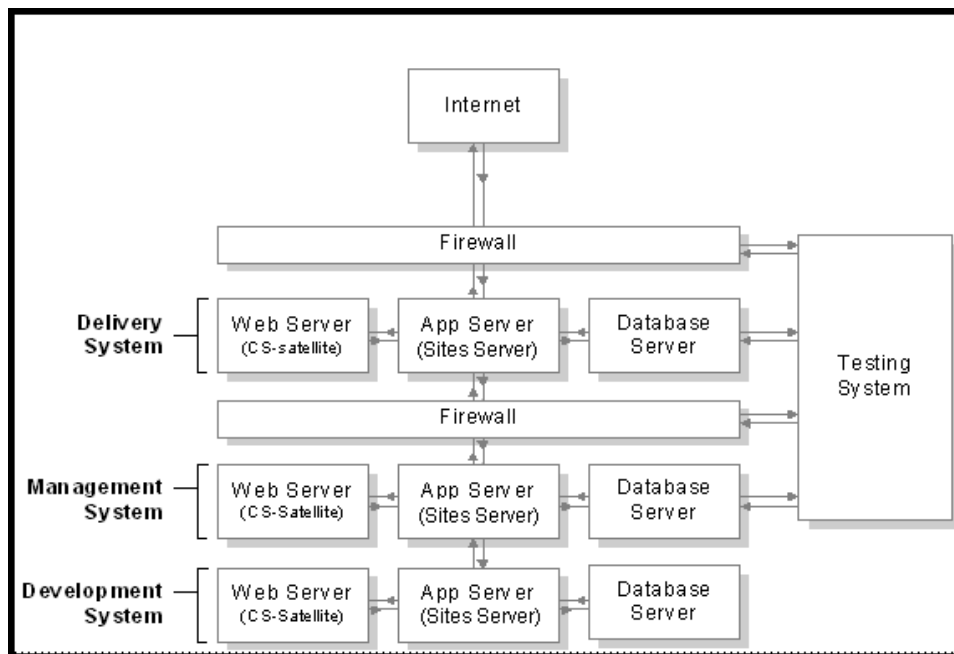 Internet
Firewall
Delivery
System
Web Server
(CS-satellite)
App Server
(Sites Server)
Database
Server
Testing
System
Firewall
Management
System
Web Server
(CS-Satellite)
App Server
(Sites Server)
Database
Server
Development
System
Web Server
(CS-Satellite)
App Server
(Sites Server)
Database
Server